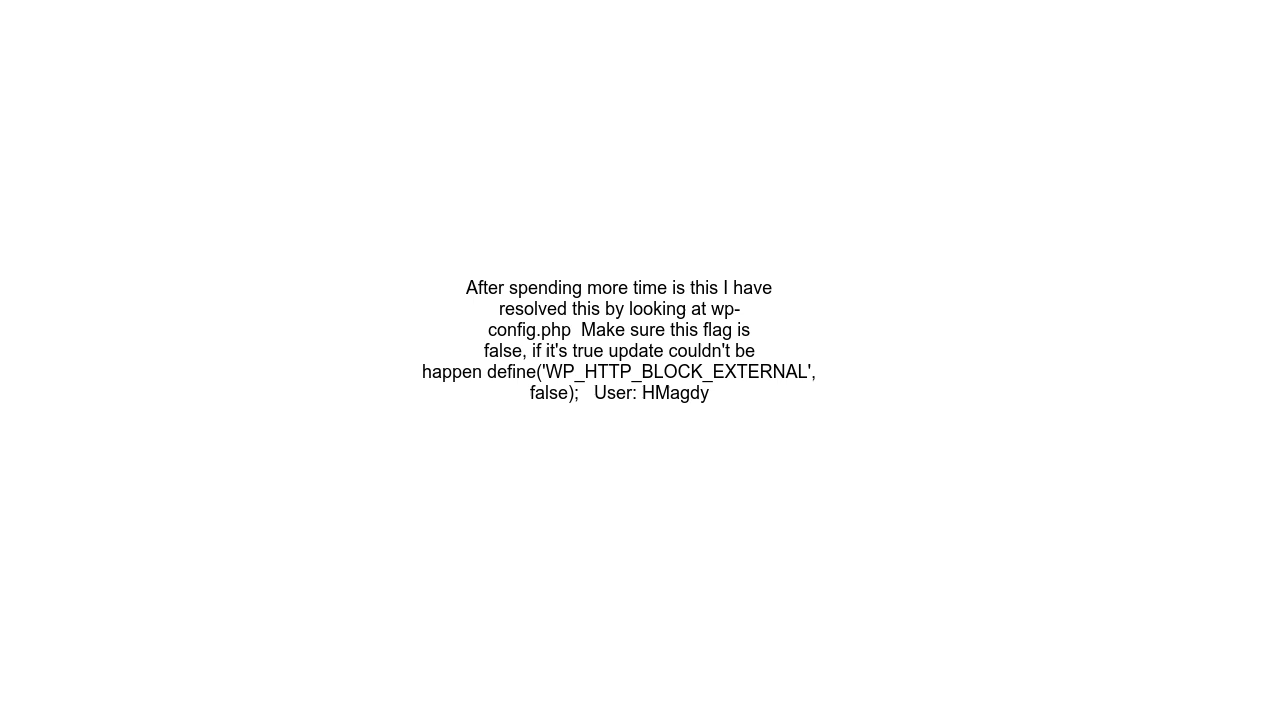 After spending more time is this I have
resolved this by looking at wp-
config.php  Make sure this flag is
false, if it's true update couldn't be
happen define('WP_HTTP_BLOCK_EXTERNAL',
false);   User: HMagdy